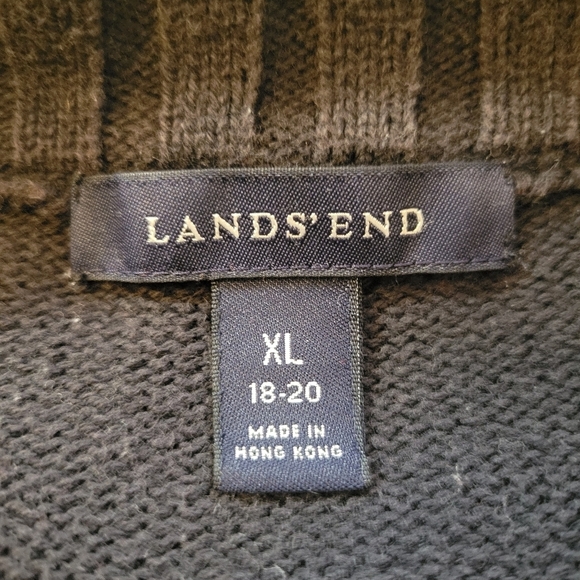 LANDS' END
XL
18-20
MADE IN
HONG KONG